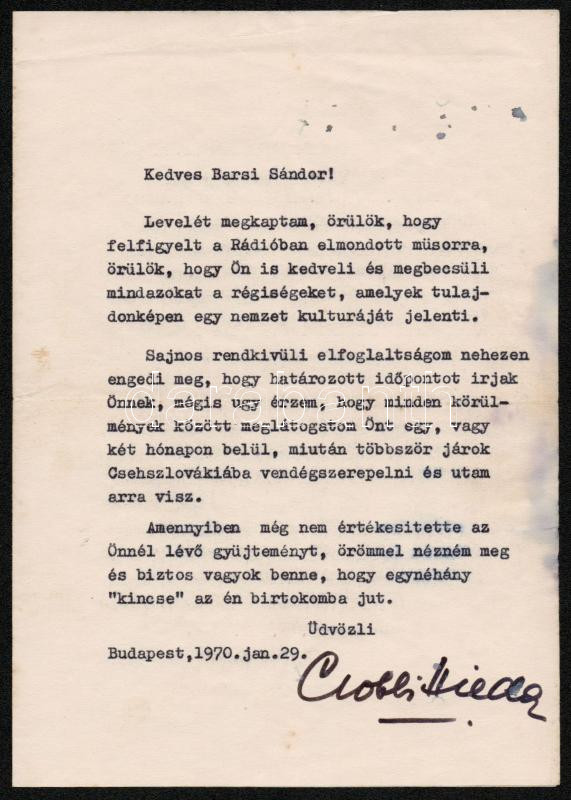 Kedves Barsi Sándor!
Levelét megkaptam, örülök, hogy
felfigyelt a Rádióban elmondott müsorra,
örülök, hogy Ön is kedveli és megbecsüli
mindazokat a régiségeket, amelyek tulaj-
donképen egy nemzet kulturáját jelenti.
Sajnos rendkivüli elfoglaltságom nehezen
engedi meg, hogy határozott időpontot irjak
Önnek, mégis ugy érzem, hogy minden körül-
mények között meglátogatom Önt egy, vagy
két hónapon belül, miután többször járok
Csehszlovákiába vendégszerepelni és utam
arra visz.
Amennyiben még nem értékesitette az
Önnél lévő gyüjteményt, örömmel nézném meg
és biztos vagyok benne, hogy egynéhány
"kincse" az én birtokomba jut.
Üdvözli
Budapest,1970.jan.29.